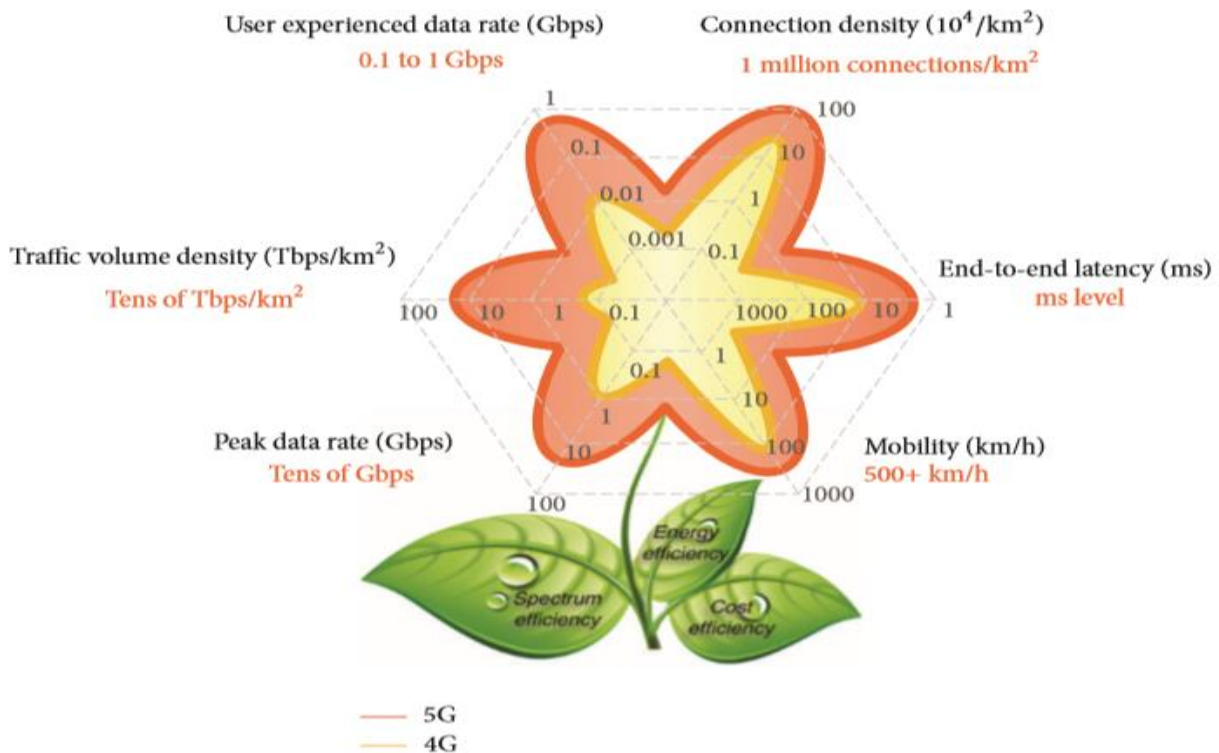 User experienced data rate (Gbps)
0.1 to 1 Gbps
Connection density (10⁴/km²)
1 million connections/km²
1
100
0.1
10
0.01
1
0.001
0.1
Traffic volume density (Tbps/km²)
Tens of Tbps/km²
End-to-end latency (ms)
ms level
100
10
1
0.1
1000
100
10
1
0.1
1
1
10
10
100
100
1000
Peak data rate (Gbps)
Tens of Gbps
Mobility (km/h)
500+ km/h
Energy
efficiency
Spectrum
efficiency
Cost
efficiency
5G
4G